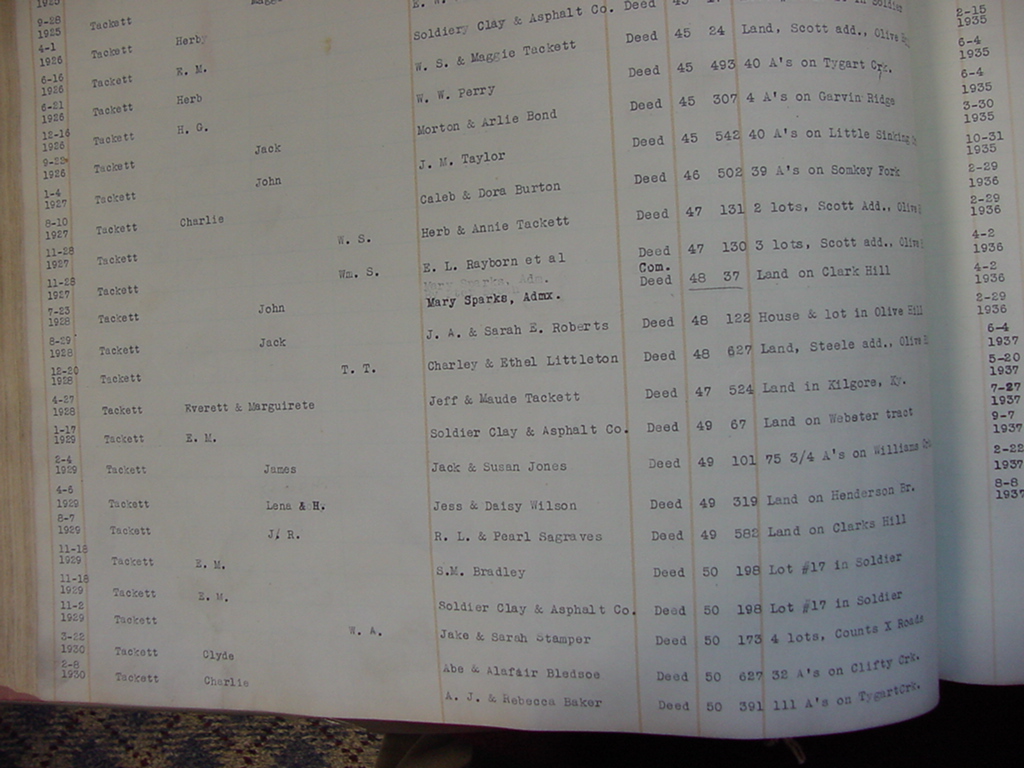 1925
9-28 1925 Tackett
4-1 1926 Tackett Herby E. W.
6-16 1926 Tackett E. M. Soldiery Clay & Asphalt Co. Deed 45 in Soldier
6-21 1926 Tackett Herb W. S. & Maggie Tackett Deed 45 24 Land, Scott add., Olive
12-16 1926 Tackett H. G. W. W. Perry Deed 45 493 40 A's on Tygart Crk.
9-22 1926 Tackett Jack Morton & Arlie Bond Deed 45 307 4 A's on Garvin Ridge
1-4 1927 Tackett John J. M. Taylor Deed 45 542 40 A's on Little Sinking
8-10 1927 Tackett Charlie Caleb & Dora Burton Deed 46 502 39 A's on Somkey Fork
11-28 1927 Tackett W. S. Herb & Annie Tackett Deed 47 131 2 lots, Scott Add., Olive
11-28 1927 Tackett Wm. S. E. L. Rayborn et al Deed 47 130 3 lots, Scott add., Olive
Mary Sparks, Adm.
7-23 1928 Tackett John Mary Sparks, Admx. Com. Deed 48 37 Land on Clark Hill
8-29 1928 Tackett Jack J. A. & Sarah E. Roberts Deed 48 122 House & lot in Olive Hill
12-20 1928 Tackett T. T. Charley & Ethel Littleton Deed 48 627 Land, Steele add., Olive
4-27 1928 Tackett Everett & Marguirete Jeff & Maude Tackett Deed 47 524 Land in Kilgore, Ky.
1-17 1929 Tackett E. M. Soldier Clay & Asphalt Co. Deed 49 67 Land on Webster tract
2-4 1929 Tackett James Jack & Susan Jones Deed 49 101 75 3/4 A's on Williams
4-6 1929 Tackett Lena & H. Jess & Daisy Wilson Deed 49 319 Land on Henderson Br.
8-7 1929 Tackett J/ R. R. L. & Pearl Sagraves Deed 49 582 Land on Clarks Hill
11-18 1929 Tackett E. M. S.M. Bradley Deed 50 198 Lot #17 in Soldier
11-18 1929 Tackett E. M. Soldier Clay & Asphalt Co. Deed 50 198 Lot #17 in Soldier
11-2 1929 Tackett W. A. Jake & Sarah Stamper Deed 50 173 4 lots, Counts X Roads
3-22 1930 Tackett Clyde Abe & Alafair Bledsoe Deed 50 627 32 A's on Clifty Crk.
2-8 1930 Tackett Charlie A. J. & Rebecca Baker Deed 50 391 111 A's on TygartCrk.
2-15 1935
6-4 1935
6-4 1935
3-30 1935
10-31 1935
2-29 1936
2-29 1936
4-2 1936
4-2 1936
2-29 1936
6-4 1937
5-20 1937
7-27 1937
9-7 1937
2-22 1937
8-8 1937